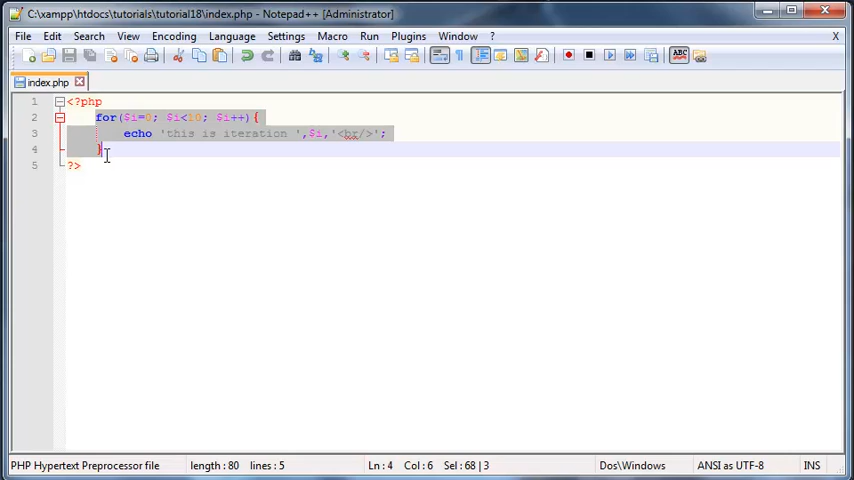 C:\xampp\htdocs\tutorials\tutorial18\index.php - Notepad++ [Administrator]
File Edit Search View Encoding Language Settings Macro Run Plugins Window ? X
index.php
1 <?php
2 for($i=0; $i<10; $i++){
3 echo 'this is iteration ',$i,'<br/>';
4 }
5 ?>
PHP Hypertext Preprocessor file length : 80 lines : 5 Ln : 4 Col : 6 Sel : 68 | 3 Dos\Windows ANSI as UTF-8 INS